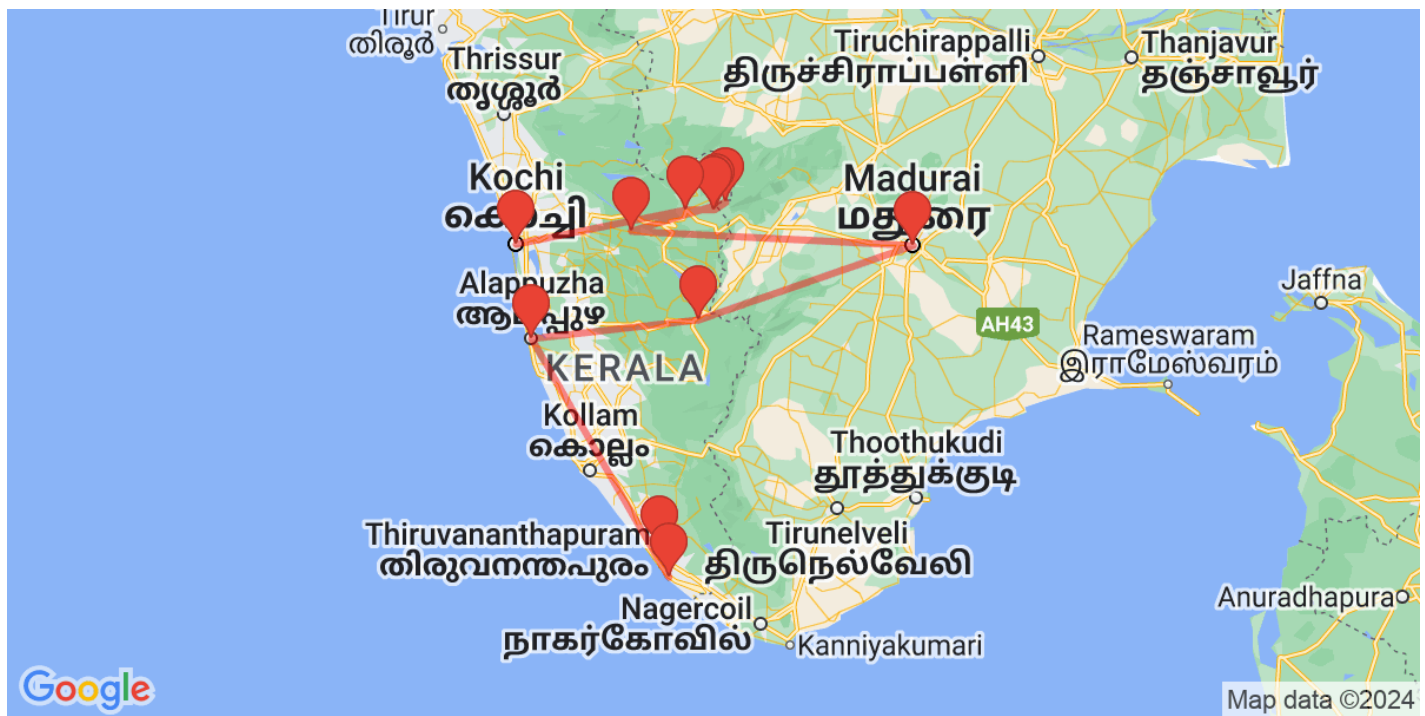 Tirur
തിരൂർ
Thrissur
തൃശ്ശൂർ
Tiruchirappalli
திருச்சிராப்பள்ளி
Thanjavur
தஞ்சாவூர்
Kochi
കൊച്ചി
Madurai
மதுரை
Alappuzha
ആലപ്പുഴ
Jaffna
AH43
Rameswaram
இராமேஸ்வரம்
KERALA
Kollam
കൊല്ലം
Thoothukudi
தூத்துக்குடி
Thiruvananthapuram
തിരുവനന്തപുരം
Tirunelveli
திருநெல்வேலி
Nagercoil
நாகர்கோவில்
Kanniyakumari
Anuradhapura
Google
Map data ©2024